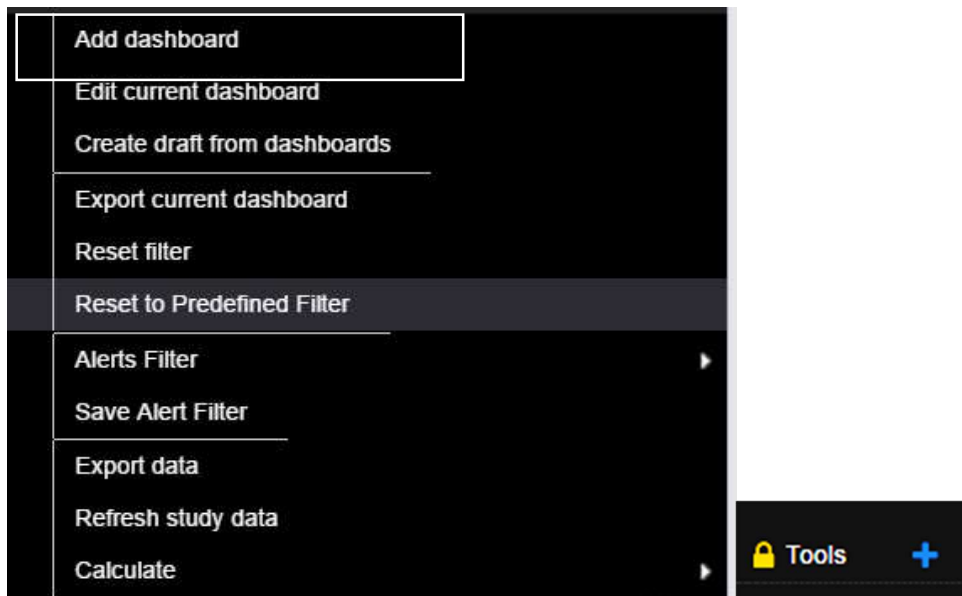 Add dashboard
Edit current dashboard
Create draft from dashboards
Export current dashboard
Reset filter
Reset to Predefined Filter
Alerts Filter
Save Alert Filter
Export data
Refresh study data
Calculate
Tools